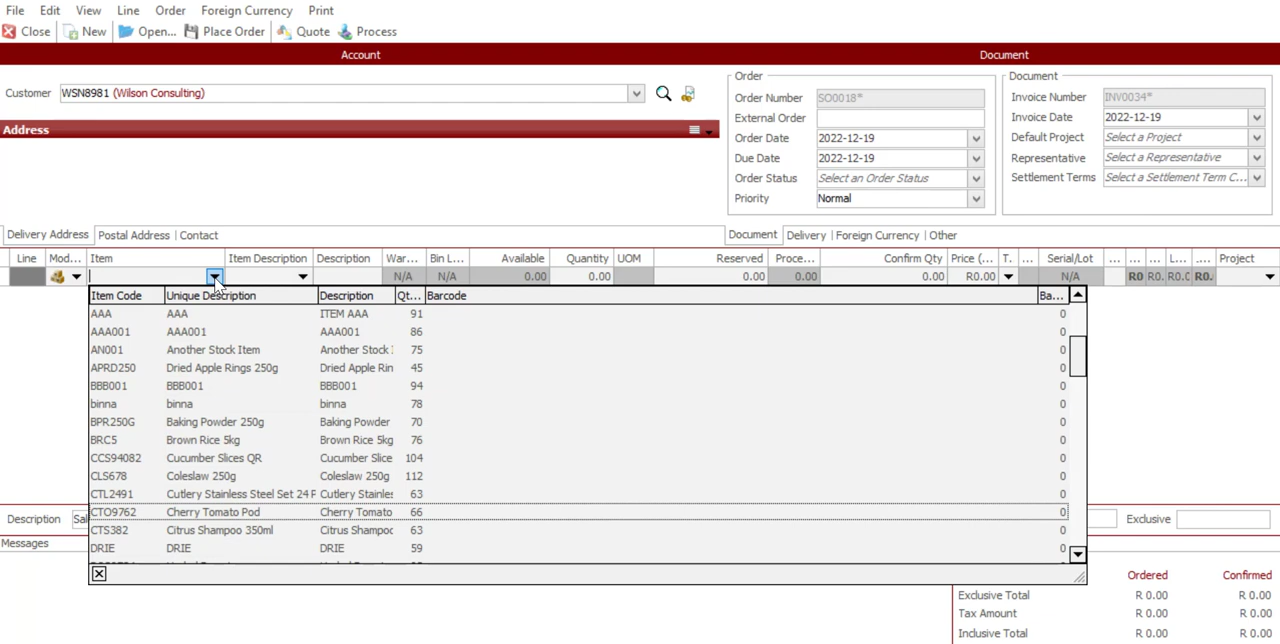 File Edit View Line Order Foreign Currency Print
Close New Open... Place Order Quote Process
Account Document
Customer WSN8981 (Wilson Consulting)
Address
Order
Order Number SO0018*
External Order
Order Date 2022-12-19
Due Date 2022-12-19
Order Status Select an Order Status
Priority Normal
Document
Invoice Number INV0034*
Invoice Date 2022-12-19
Default Project Select a Project
Representative Select a Representative
Settlement Terms Select a Settlement Term C...
Delivery Address Postal Address Contact
Document Delivery Foreign Currency Other
Line Mod... Item Item Description Description War... Bin L... Available Quantity UOM Reserved Proce... Confirm Qty Price (... T. ... Serial/Lot ... ... ... L... .... Project
N/A N/A 0.00 0.00 0.00 0.00 0.00 R0.00 N/A R0 R0. R0.0 R0.
Item Code Unique Description Description Qt... Barcode Ba...
AAA AAA ITEM AAA 91 0
AAA001 AAA001 AAA001 86 0
AN001 Another Stock Item Another Stock I 75 0
APRD250 Dried Apple Rings 250g Dried Apple Rin 45 0
BBB001 BBB001 BBB001 94 0
binna binna binna 78 0
BPR250G Baking Powder 250g Baking Powder 70 0
BRC5 Brown Rice 5kg Brown Rice 5kg 76 0
CCS94082 Cucumber Slices QR Cucumber Slice 104 0
CLS678 Coleslaw 250g Coleslaw 250g 112 0
CTL2491 Cutlery Stainless Steel Set 24 P Cutlery Stainles 63 0
CTO9762 Cherry Tomato Pod Cherry Tomato 66 0
CTS382 Citrus Shampoo 350ml Citrus Shampoo 63 0
DRIE DRIE DRIE 59 0
Description Sal Exclusive
Messages
Ordered Confirmed
Exclusive Total R 0.00 R 0.00
Tax Amount R 0.00 R 0.00
Inclusive Total R 0.00 R 0.00